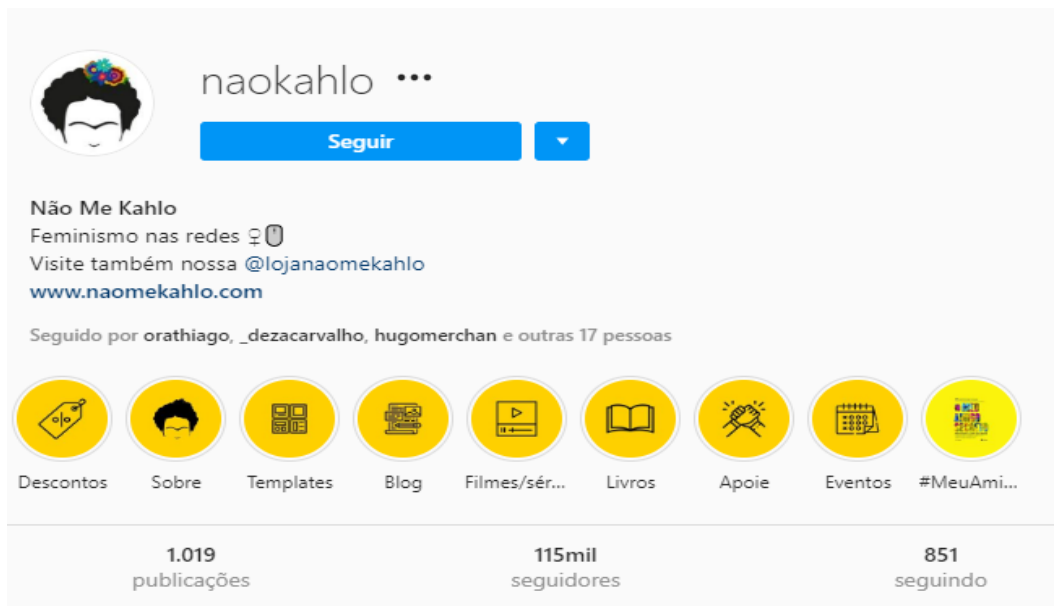 naokahlo •••
Seguir
Não Me Kahlo
Feminismo nas redes ♀🖱
Visite também nossa @lojanaomekahlo
www.naomekahlo.com
Seguido por orathiago, _dezacarvalho, hugomerchan e outras 17 pessoas
Descontos Sobre Templates Blog Filmes/sér... Livros Apoie Eventos #MeuAmi...
1.019 115mil 851
publicações seguidores seguindo